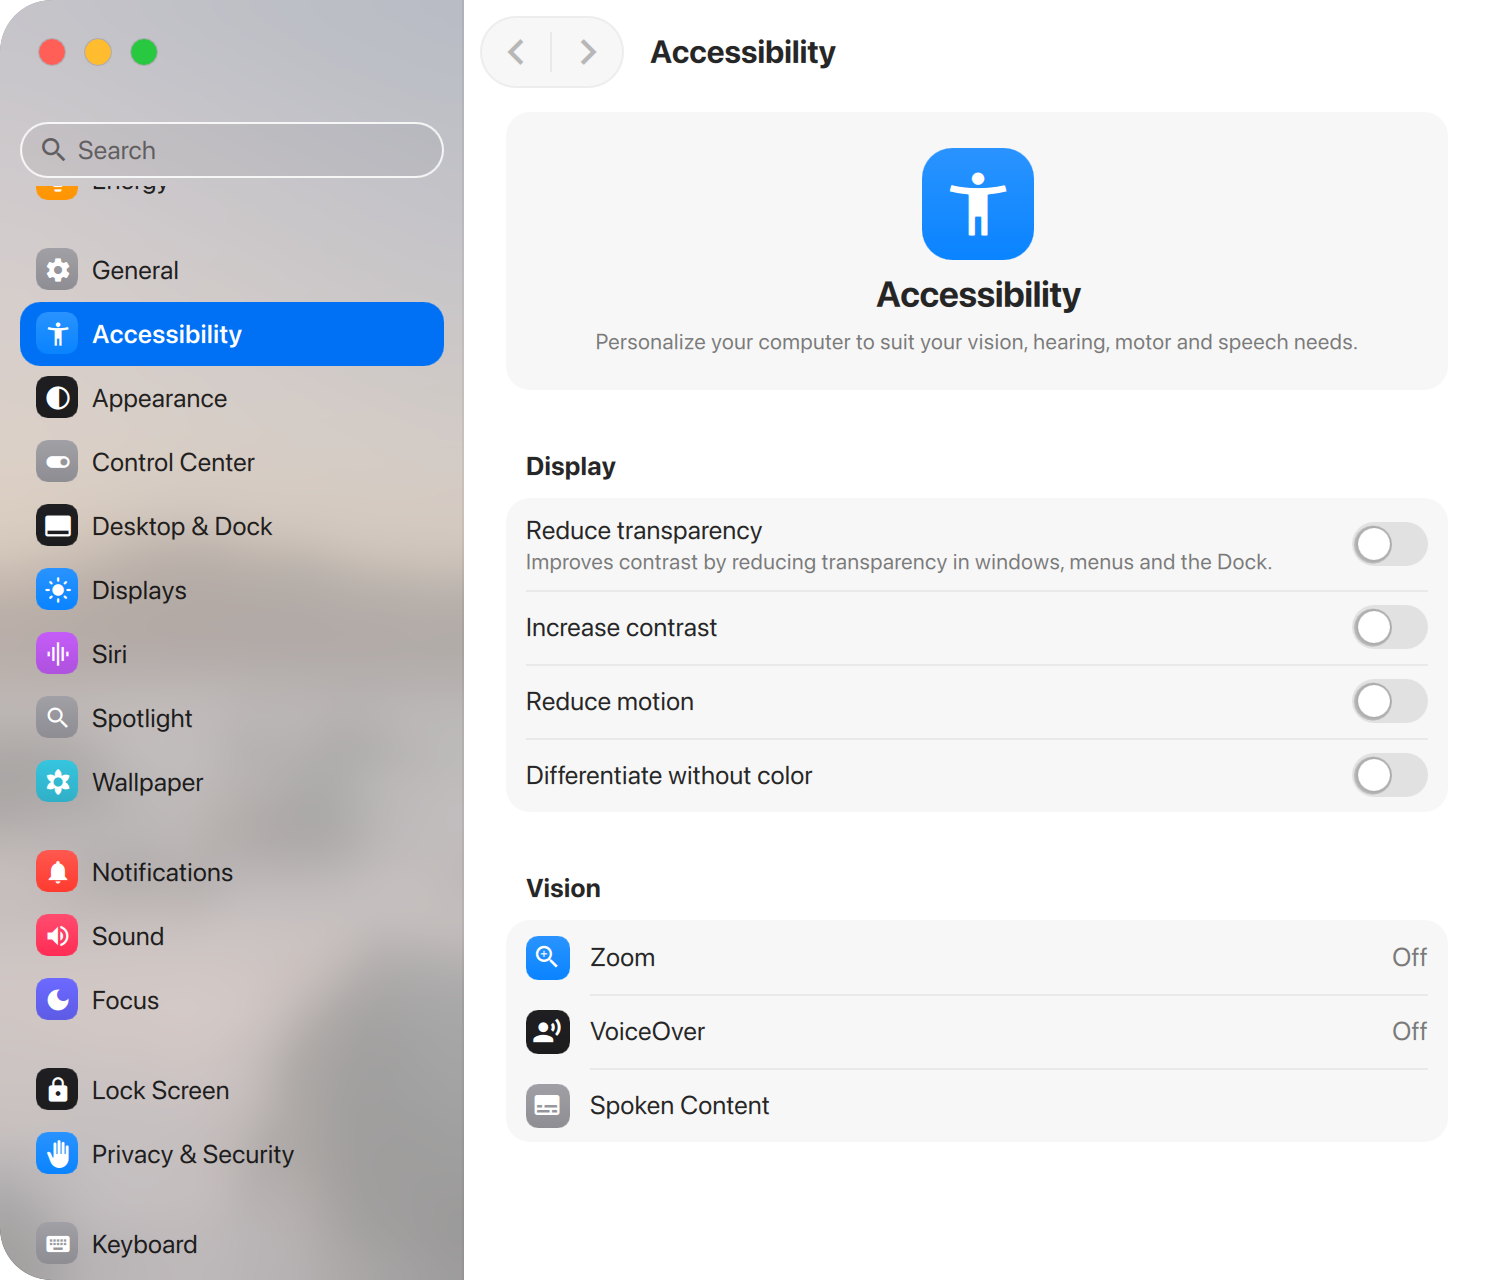 Accessibility
Search
Energy
General
Accessibility
Appearance
Control Center
Desktop & Dock
Displays
Siri
Spotlight
Wallpaper
Notifications
Sound
Focus
Lock Screen
Privacy & Security
Keyboard
Accessibility
Personalize your computer to suit your vision, hearing, motor and speech needs.
Display
Reduce transparency
Improves contrast by reducing transparency in windows, menus and the Dock.
Increase contrast
Reduce motion
Differentiate without color
Vision
Zoom Off
VoiceOver Off
Spoken Content